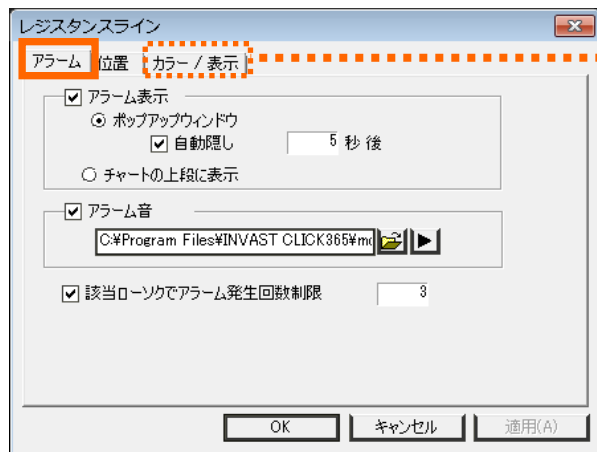 レジスタンスライン
アラーム 位置 カラー / 表示
アラーム表示
ポップアップウィンドウ
自動隠し 5 秒後
チャートの上段に表示
アラーム音
C:¥Program Files¥INVAST CLICK365¥mo
該当ローソクでアラーム発生回数制限 3
OK キャンセル 適用(A)